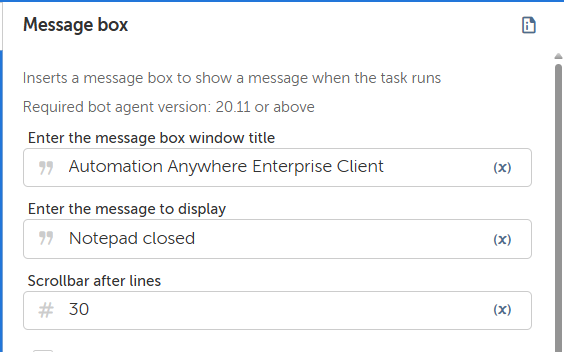 Message box
Inserts a message box to show a message when the task runs
Required bot agent version: 20.11 or above
Enter the message box window title
" Automation Anywhere Enterprise Client (x)
Enter the message to display
" Notepad closed (x)
Scrollbar after lines
# 30 (x)